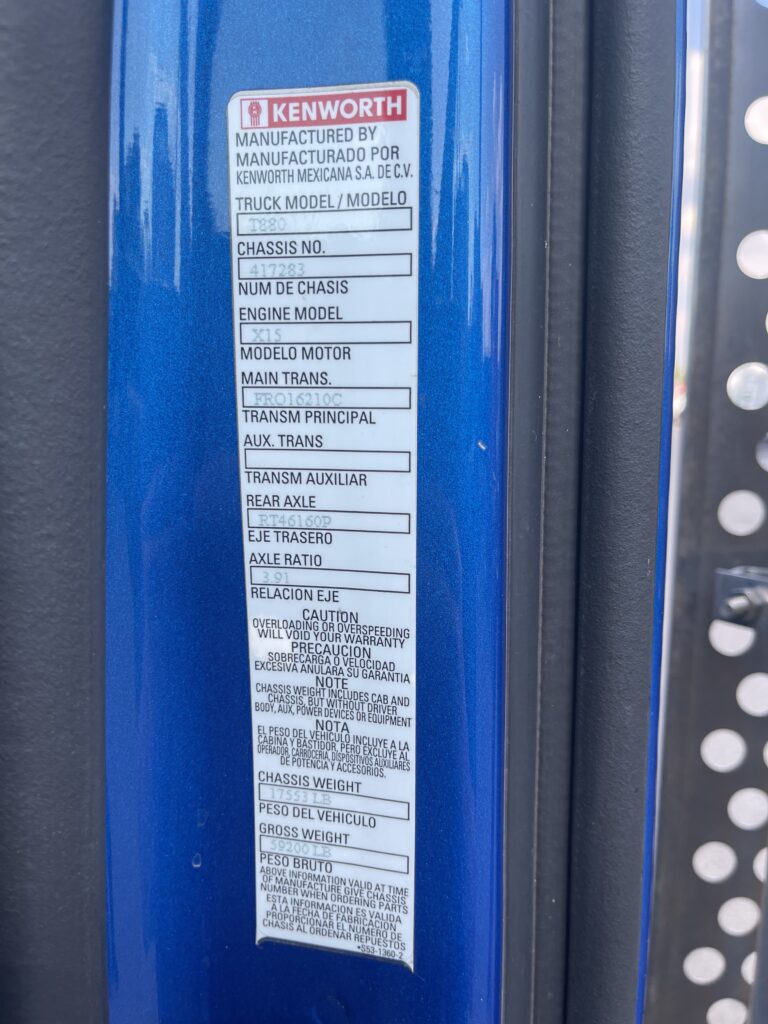 KENWORTH
MANUFACTURED BY
MANUFACTURADO POR
KENWORTH MEXICANA S.A. DE C.V.
TRUCK MODEL / MODELO
T880
CHASSIS NO.
417283
NUM DE CHASIS
ENGINE MODEL
X15
MODELO MOTOR
MAIN TRANS.
FRO16210C
TRANSM PRINCIPAL
AUX. TRANS
TRANSM AUXILIAR
REAR AXLE
RT46160P
EJE TRASERO
AXLE RATIO
3.91
RELACION EJE
CAUTION
OVERLOADING OR OVERSPEEDING
WILL VOID YOUR WARRANTY
PRECAUCION
SOBRECARGA O VELOCIDAD
EXCESIVA ANULARA SU GARANTIA
NOTE
CHASSIS WEIGHT INCLUDES CAB AND
CHASSIS, BUT WITHOUT DRIVER
BODY, AUX, POWER DEVICES OR EQUIPMENT
NOTA
EL PESO DEL VEHICULO INCLUYE A LA
CABINA Y BASTIDOR, PERO EXCLUYE AL
OPERADOR, CARROCERIA, DISPOSITIVOS AUXILIARES
DE POTENCIA Y ACCESORIOS.
CHASSIS WEIGHT
17553 LB
PESO DEL VEHICULO
GROSS WEIGHT
59200 LB
PESO BRUTO
ABOVE INFORMATION VALID AT TIME
OF MANUFACTURE GIVE CHASSIS
NUMBER WHEN ORDERING PARTS
ESTA INFORMACION ES VALIDA
A LA FECHA DE FABRICACION
PROPORCIONAR EL NUMERO DE
CHASIS AL ORDENAR REPUESTOS
*S53-1360-2